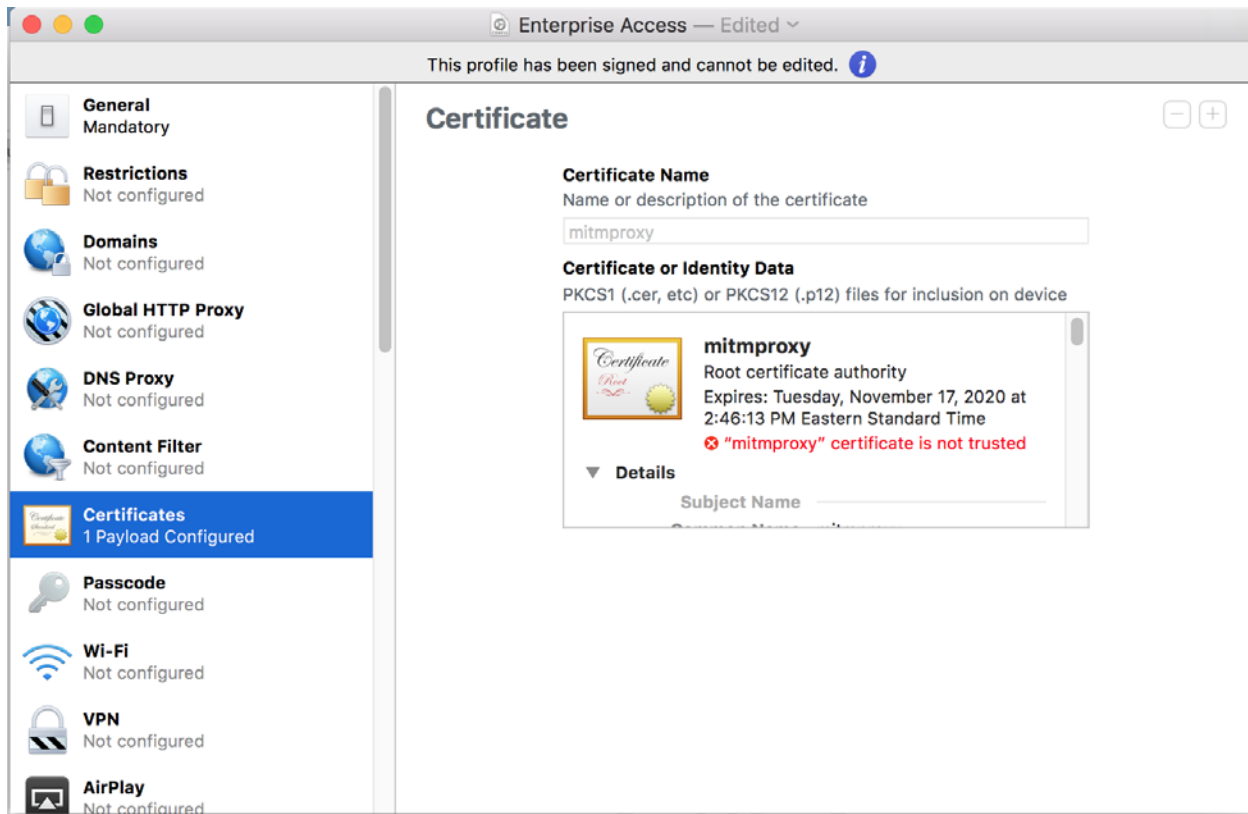 Enterprise Access — Edited
This profile has been signed and cannot be edited.
General
Mandatory
Restrictions
Not configured
Domains
Not configured
Global HTTP Proxy
Not configured
DNS Proxy
Not configured
Content Filter
Not configured
Certificates
1 Payload Configured
Passcode
Not configured
Wi-Fi
Not configured
VPN
Not configured
AirPlay
Not configured
Certificate
Certificate Name
Name or description of the certificate
mitmproxy
Certificate or Identity Data
PKCS1 (.cer, etc) or PKCS12 (.p12) files for inclusion on device
Certificate
Root
mitmproxy
Root certificate authority
Expires: Tuesday, November 17, 2020 at
2:46:13 PM Eastern Standard Time
“mitmproxy” certificate is not trusted
Details
Subject Name